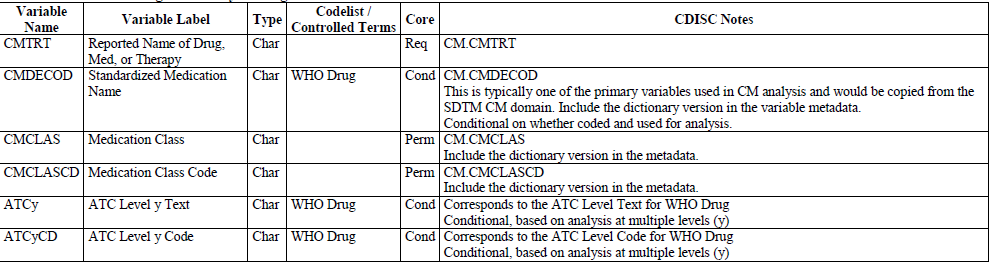 Variable Name Variable Label Type Codelist / Controlled Terms Core CDISC Notes
CMTRT Reported Name of Drug, Med, or Therapy Char Req CM.CMTRT
CMDECOD Standardized Medication Name Char WHO Drug Cond CM.CMDECOD
This is typically one of the primary variables used in CM analysis and would be copied from the
SDTM CM domain. Include the dictionary version in the variable metadata.
Conditional on whether coded and used for analysis.
CMCLAS Medication Class Char Perm CM.CMCLAS
Include the dictionary version in the metadata.
CMCLASCD Medication Class Code Char Perm CM.CMCLASCD
Include the dictionary version in the metadata.
ATCy ATC Level y Text Char WHO Drug Cond Corresponds to the ATC Level Text for WHO Drug
Conditional, based on analysis at multiple levels (y)
ATCyCD ATC Level y Code Char WHO Drug Cond Corresponds to the ATC Level Code for WHO Drug
Conditional, based on analysis at multiple levels (y)